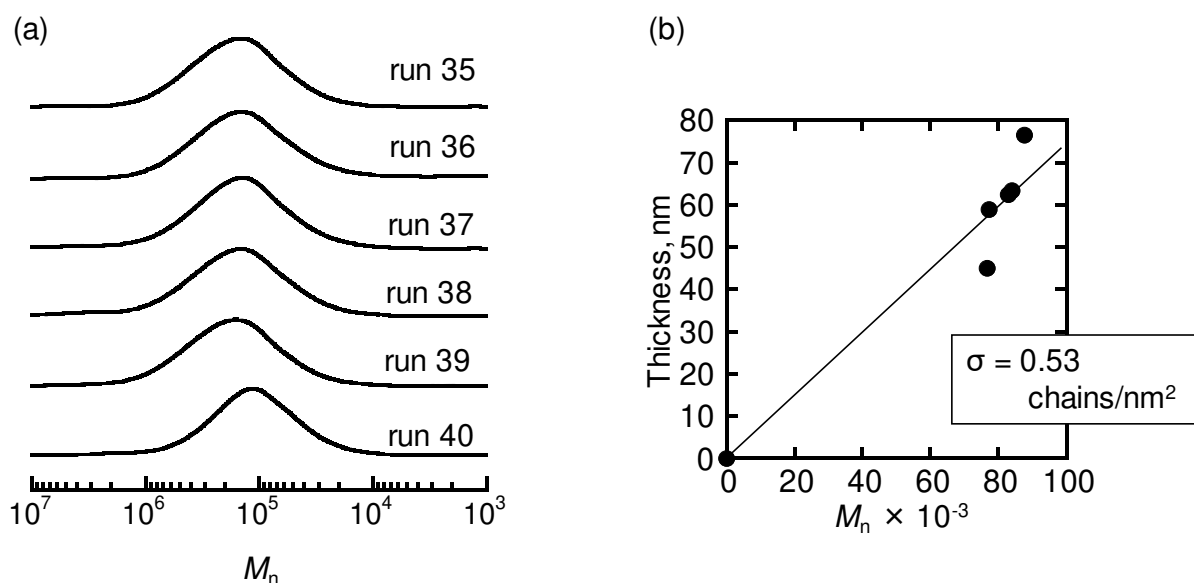 (a)
run 35
run 36
run 37
run 38
run 39
run 40
10⁷ 10⁶ 10⁵ 10⁴ 10³
Mₙ
(b)
80
70
60
50
40
30
20
10
0
Thickness, nm
0 20 40 60 80 100
Mₙ × 10⁻³
σ = 0.53
chains/nm²